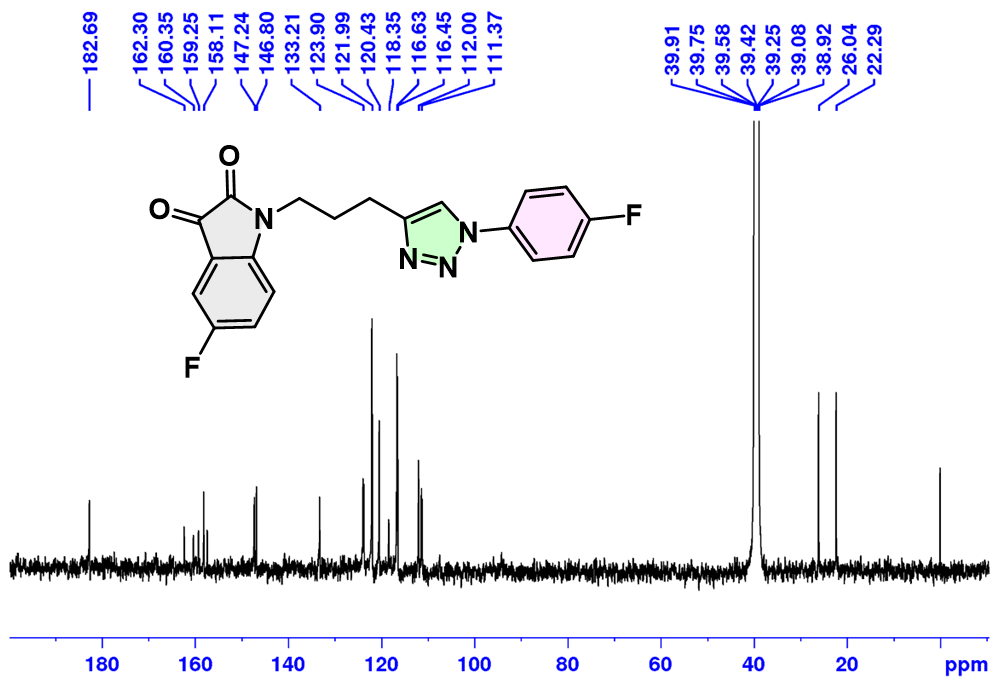 182.69
162.30
160.35
159.25
158.11
147.24
146.80
133.21
123.90
121.99
120.43
118.35
116.63
116.45
112.00
111.37
39.91
39.75
39.58
39.42
39.25
39.08
38.92
26.04
22.29
O
O
N
N
N
N
F
F
180 160 140 120 100 80 60 40 20 ppm